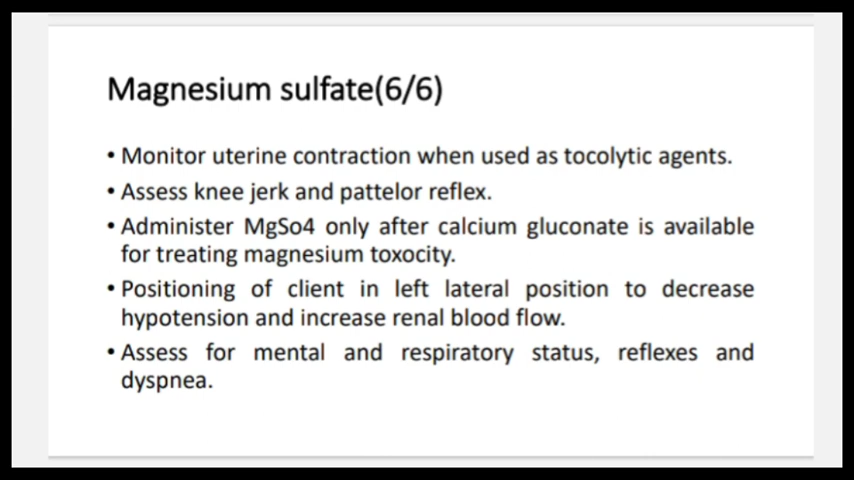 Magnesium sulfate(6/6)
• Monitor uterine contraction when used as tocolytic agents.
• Assess knee jerk and pattelor reflex.
• Administer MgSo4 only after calcium gluconate is available
for treating magnesium toxocity.
• Positioning of client in left lateral position to decrease
hypotension and increase renal blood flow.
• Assess for mental and respiratory status, reflexes and
dyspnea.